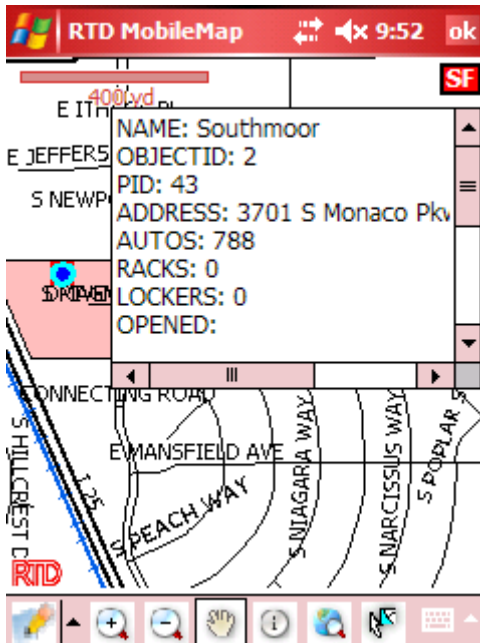 RTD MobileMap 9:52 ok
SF
400 yd
E JEFFERS
S NEWP
NAME: Southmoor
OBJECTID: 2
PID: 43
ADDRESS: 3701 S Monaco Pkw
AUTOS: 788
RACKS: 0
LOCKERS: 0
OPENED:
CONNECTING ROAD
E MANSFIELD AVE
S HILLCREST D
I 25
S PEACH WAY
S NIAGARA WAY
S NARCISSUS WAY
S POPLAR S
RTD